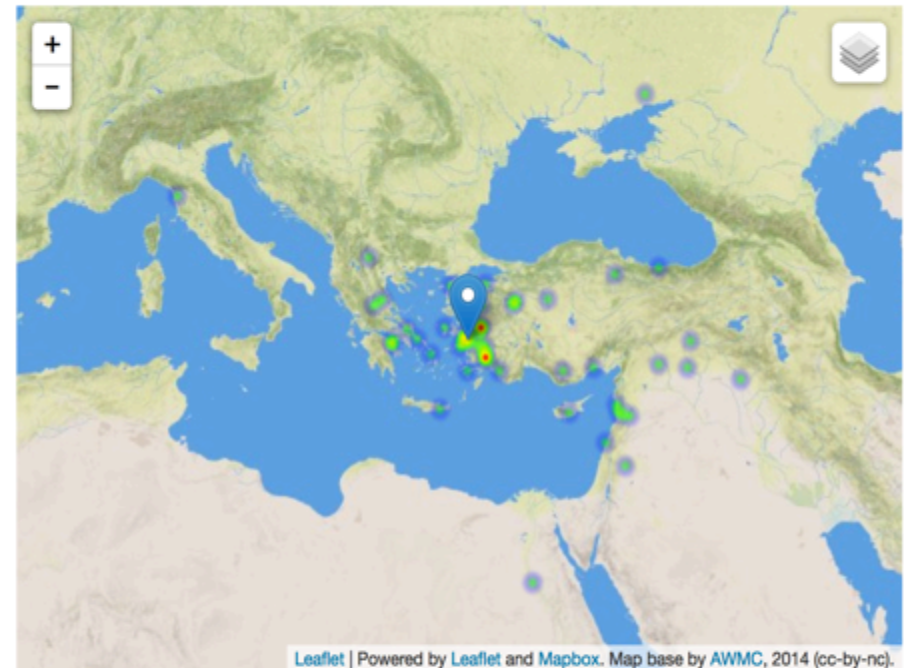 +
−
Leaflet | Powered by Leaflet and Mapbox. Map base by AWMC, 2014 (cc-by-nc).